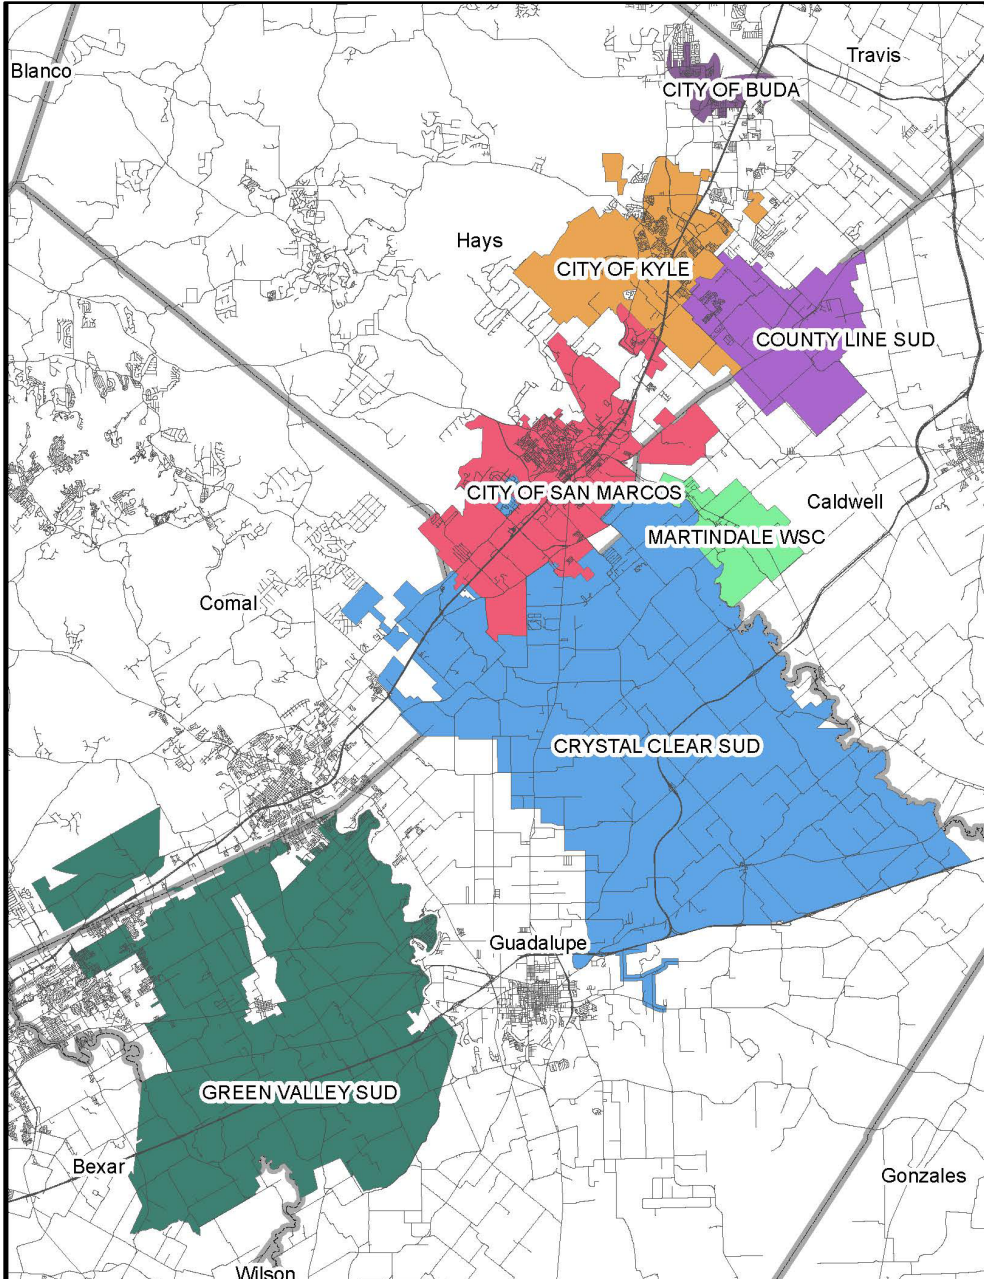 Travis
Blanco
CITY OF BUDA
Hays
CITY OF KYLE
COUNTY LINE SUD
CITY OF SAN MARCOS
Caldwell
MARTINDALE WSC
Comal
CRYSTAL CLEAR SUD
Guadalupe
GREEN VALLEY SUD
Bexar
Gonzales
Wilson